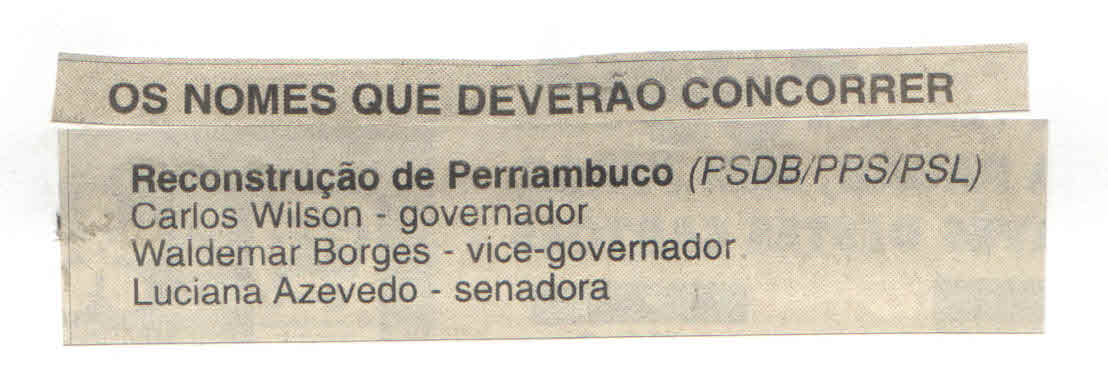 OS NOMES QUE DEVERÃO CONCORRER
Reconstrução de Pernambuco (PSDB/PPS/PSL)
Carlos Wilson - governador
Waldemar Borges - vice-governador
Luciana Azevedo - senadora